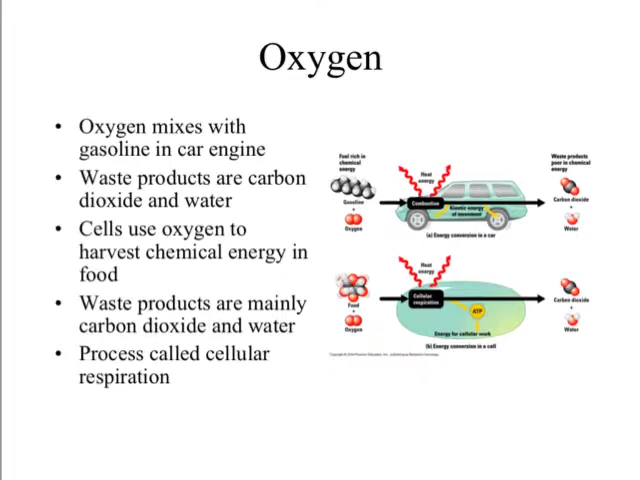 Oxygen
• Oxygen mixes with
gasoline in car engine
• Waste products are carbon
dioxide and water
• Cells use oxygen to
harvest chemical energy in
food
• Waste products are mainly
carbon dioxide and water
• Process called cellular
respiration
Fuel rich in
chemical
energy
Heat
energy
Waste products
poor in chemical
energy
Gasoline
+
Oxygen
Combustion
Kinetic energy
of movement
Carbon dioxide
+
Water
(a) Energy conversion in a car
Heat
energy
Food
+
Oxygen
Cellular
respiration
ATP
Energy for cellular work
Carbon dioxide
+
Water
(b) Energy conversion in a cell